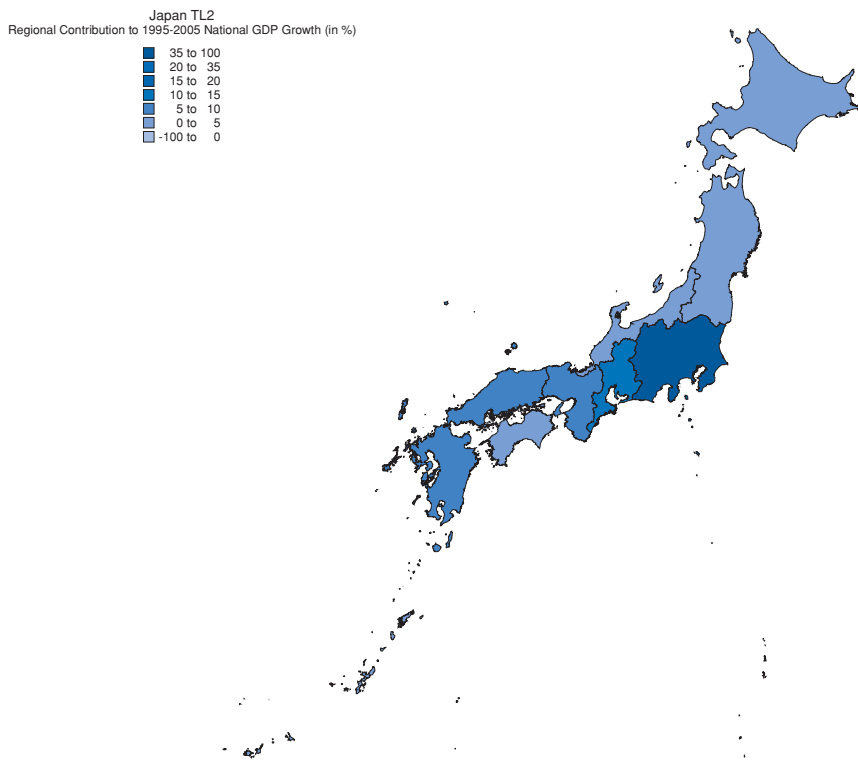 Japan TL2
Regional Contribution to 1995-2005 National GDP Growth (in %)
35 to 100
20 to 35
15 to 20
10 to 15
5 to 10
0 to 5
-100 to 0